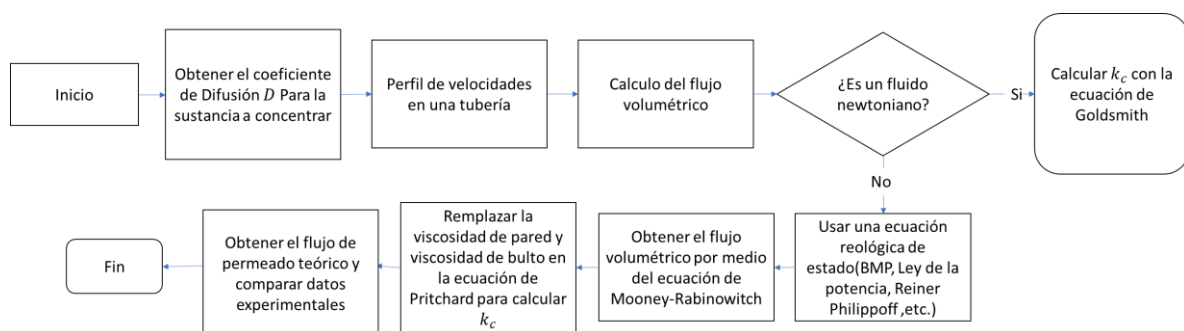 Inicio
Obtener el coeficiente
de Difusión D Para la
sustancia a concentrar
Perfil de velocidades
en una tubería
Calculo del flujo
volumétrico
¿Es un fluido
newtoniano?
Si
Calcular k_c con la
ecuación de
Goldsmith
No
Usar una ecuación
reológica de
estado(BMP, Ley de la
potencia, Reiner
Philippoff ,etc.)
Obtener el flujo
volumétrico por medio
del ecuación de
Mooney-Rabinowitch
Remplazar la
viscosidad de pared y
viscosidad de bulto en
la ecuación de
Pritchard para calcular
k_c
Obtener el flujo de
permeado teórico y
comparar datos
experimentales
Fin